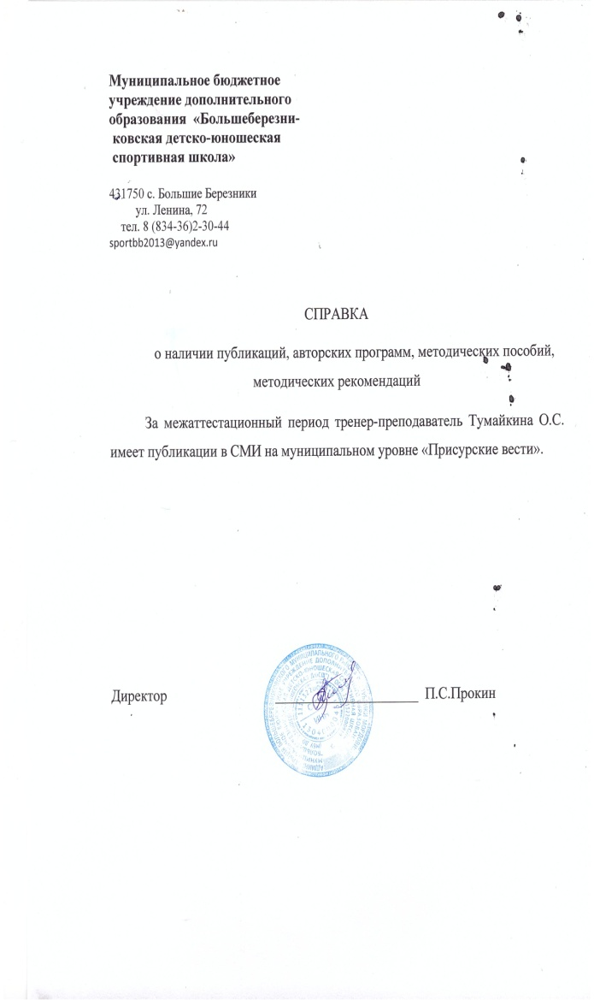 Муниципальное бюджетное
учреждение дополнительного
образования «Большеберезни-
ковская детско-юношеская
спортивная школа»
431750 с. Большие Березники
ул. Ленина, 72
тел. 8 (834-36)2-30-44
sportbb2013@yandex.ru
СПРАВКА
о наличии публикаций, авторских программ, методических пособий,
методических рекомендаций
За межаттестационный период тренер-преподаватель Тумайкина О.С.
имеет публикации в СМИ на муниципальном уровне «Присурские вести».
Директор ____________________ П.С.Прокин